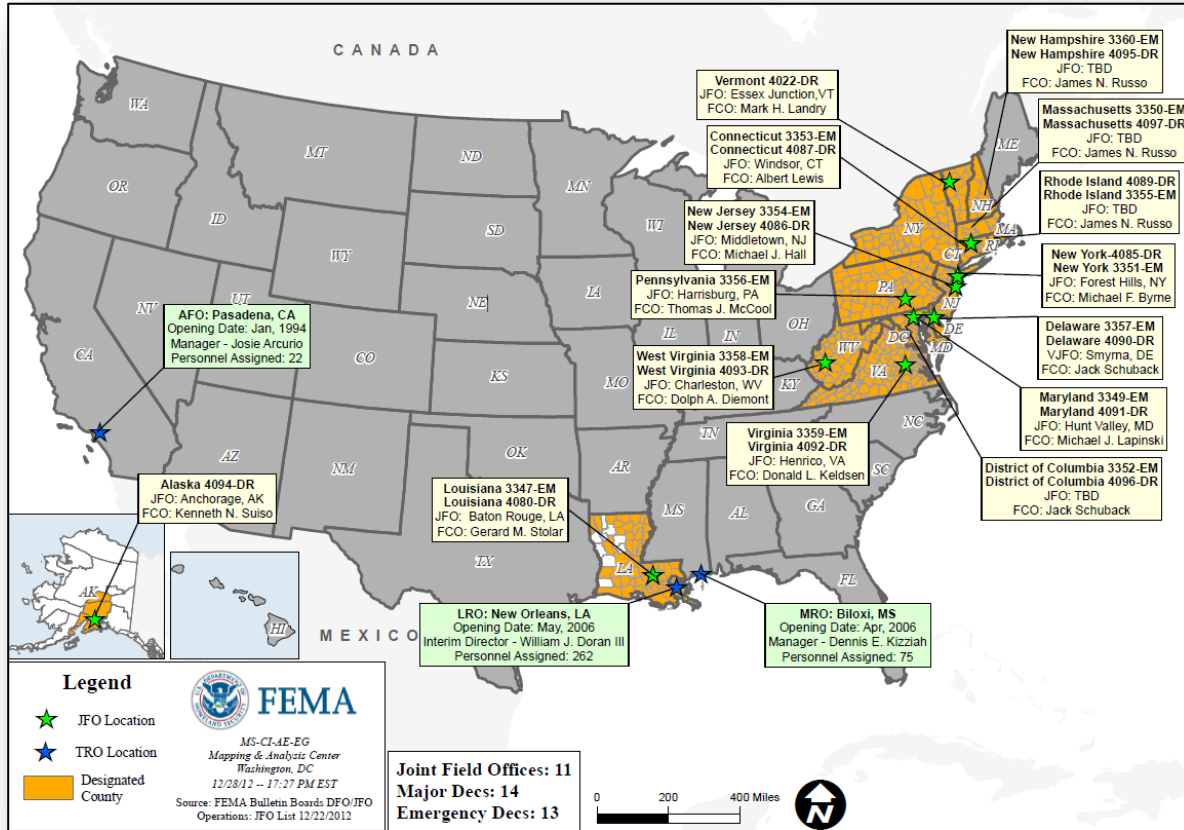 CANADA
New Hampshire 3360-EM
New Hampshire 4095-DR
JFO: TBD
FCO: James N. Russo
Vermont 4022-DR
JFO: Essex Junction,VT
FCO: Mark H. Landry
Massachusetts 3350-EM
Massachusetts 4097-DR
JFO: TBD
FCO: James N. Russo
Connecticut 3353-EM
Connecticut 4087-DR
JFO: Windsor, CT
FCO: Albert Lewis
Rhode Island 4089-DR
Rhode Island 3355-EM
JFO: TBD
FCO: James N. Russo
New Jersey 3354-EM
New Jersey 4086-DR
JFO: Middletown, NJ
FCO: Michael J. Hall
New York-4085-DR
New York 3351-EM
JFO: Forest Hills, NY
FCO: Michael F. Byrne
Pennsylvania 3356-EM
JFO: Harrisburg, PA
FCO: Thomas J. McCool
AFO: Pasadena, CA
Opening Date: Jan, 1994
Manager - Josie Arcurio
Personnel Assigned: 22
Delaware 3357-EM
Delaware 4090-DR
VJFO: Smyrna, DE
FCO: Jack Schuback
West Virginia 3358-EM
West Virginia 4093-DR
JFO: Charleston, WV
FCO: Dolph A. Diemont
Maryland 3349-EM
Maryland 4091-DR
JFO: Hunt Valley, MD
FCO: Michael J. Lapinski
Virginia 3359-EM
Virginia 4092-DR
JFO: Henrico, VA
FCO: Donald L. Keldsen
District of Columbia 3352-EM
District of Columbia 4096-DR
JFO: TBD
FCO: Jack Schuback
Alaska 4094-DR
JFO: Anchorage, AK
FCO: Kenneth N. Suiso
Louisiana 3347-EM
Louisiana 4080-DR
JFO: Baton Rouge, LA
FCO: Gerard M. Stolar
LRO: New Orleans, LA
Opening Date: May, 2006
Interim Director - William J. Doran III
Personnel Assigned: 262
MRO: Biloxi, MS
Opening Date: Apr, 2006
Manager - Dennis E. Kizziah
Personnel Assigned: 75
WA
MT
ND
MN
ME
OR
ID
SD
WI
NY
NH
MA
RI
CT
WY
NE
IA
PA
NJ
NV
UT
IL
IN
OH
DE
MD
DC
CA
CO
KS
MO
KY
WV
VA
AZ
NM
OK
AR
TN
NC
SC
MS
AL
GA
TX
LA
FL
AK
HI
MEXICO
Legend
JFO Location
TRO Location
Designated
County
FEMA
MS-CI-AE-EG
Mapping & Analysis Center
Washington, DC
12/28/12 -- 17:27 PM EST
Source: FEMA Bulletin Boards DFO/JFO
Operations: JFO List 12/22/2012
Joint Field Offices: 11
Major Decs: 14
Emergency Decs: 13
0 200 400 Miles
N